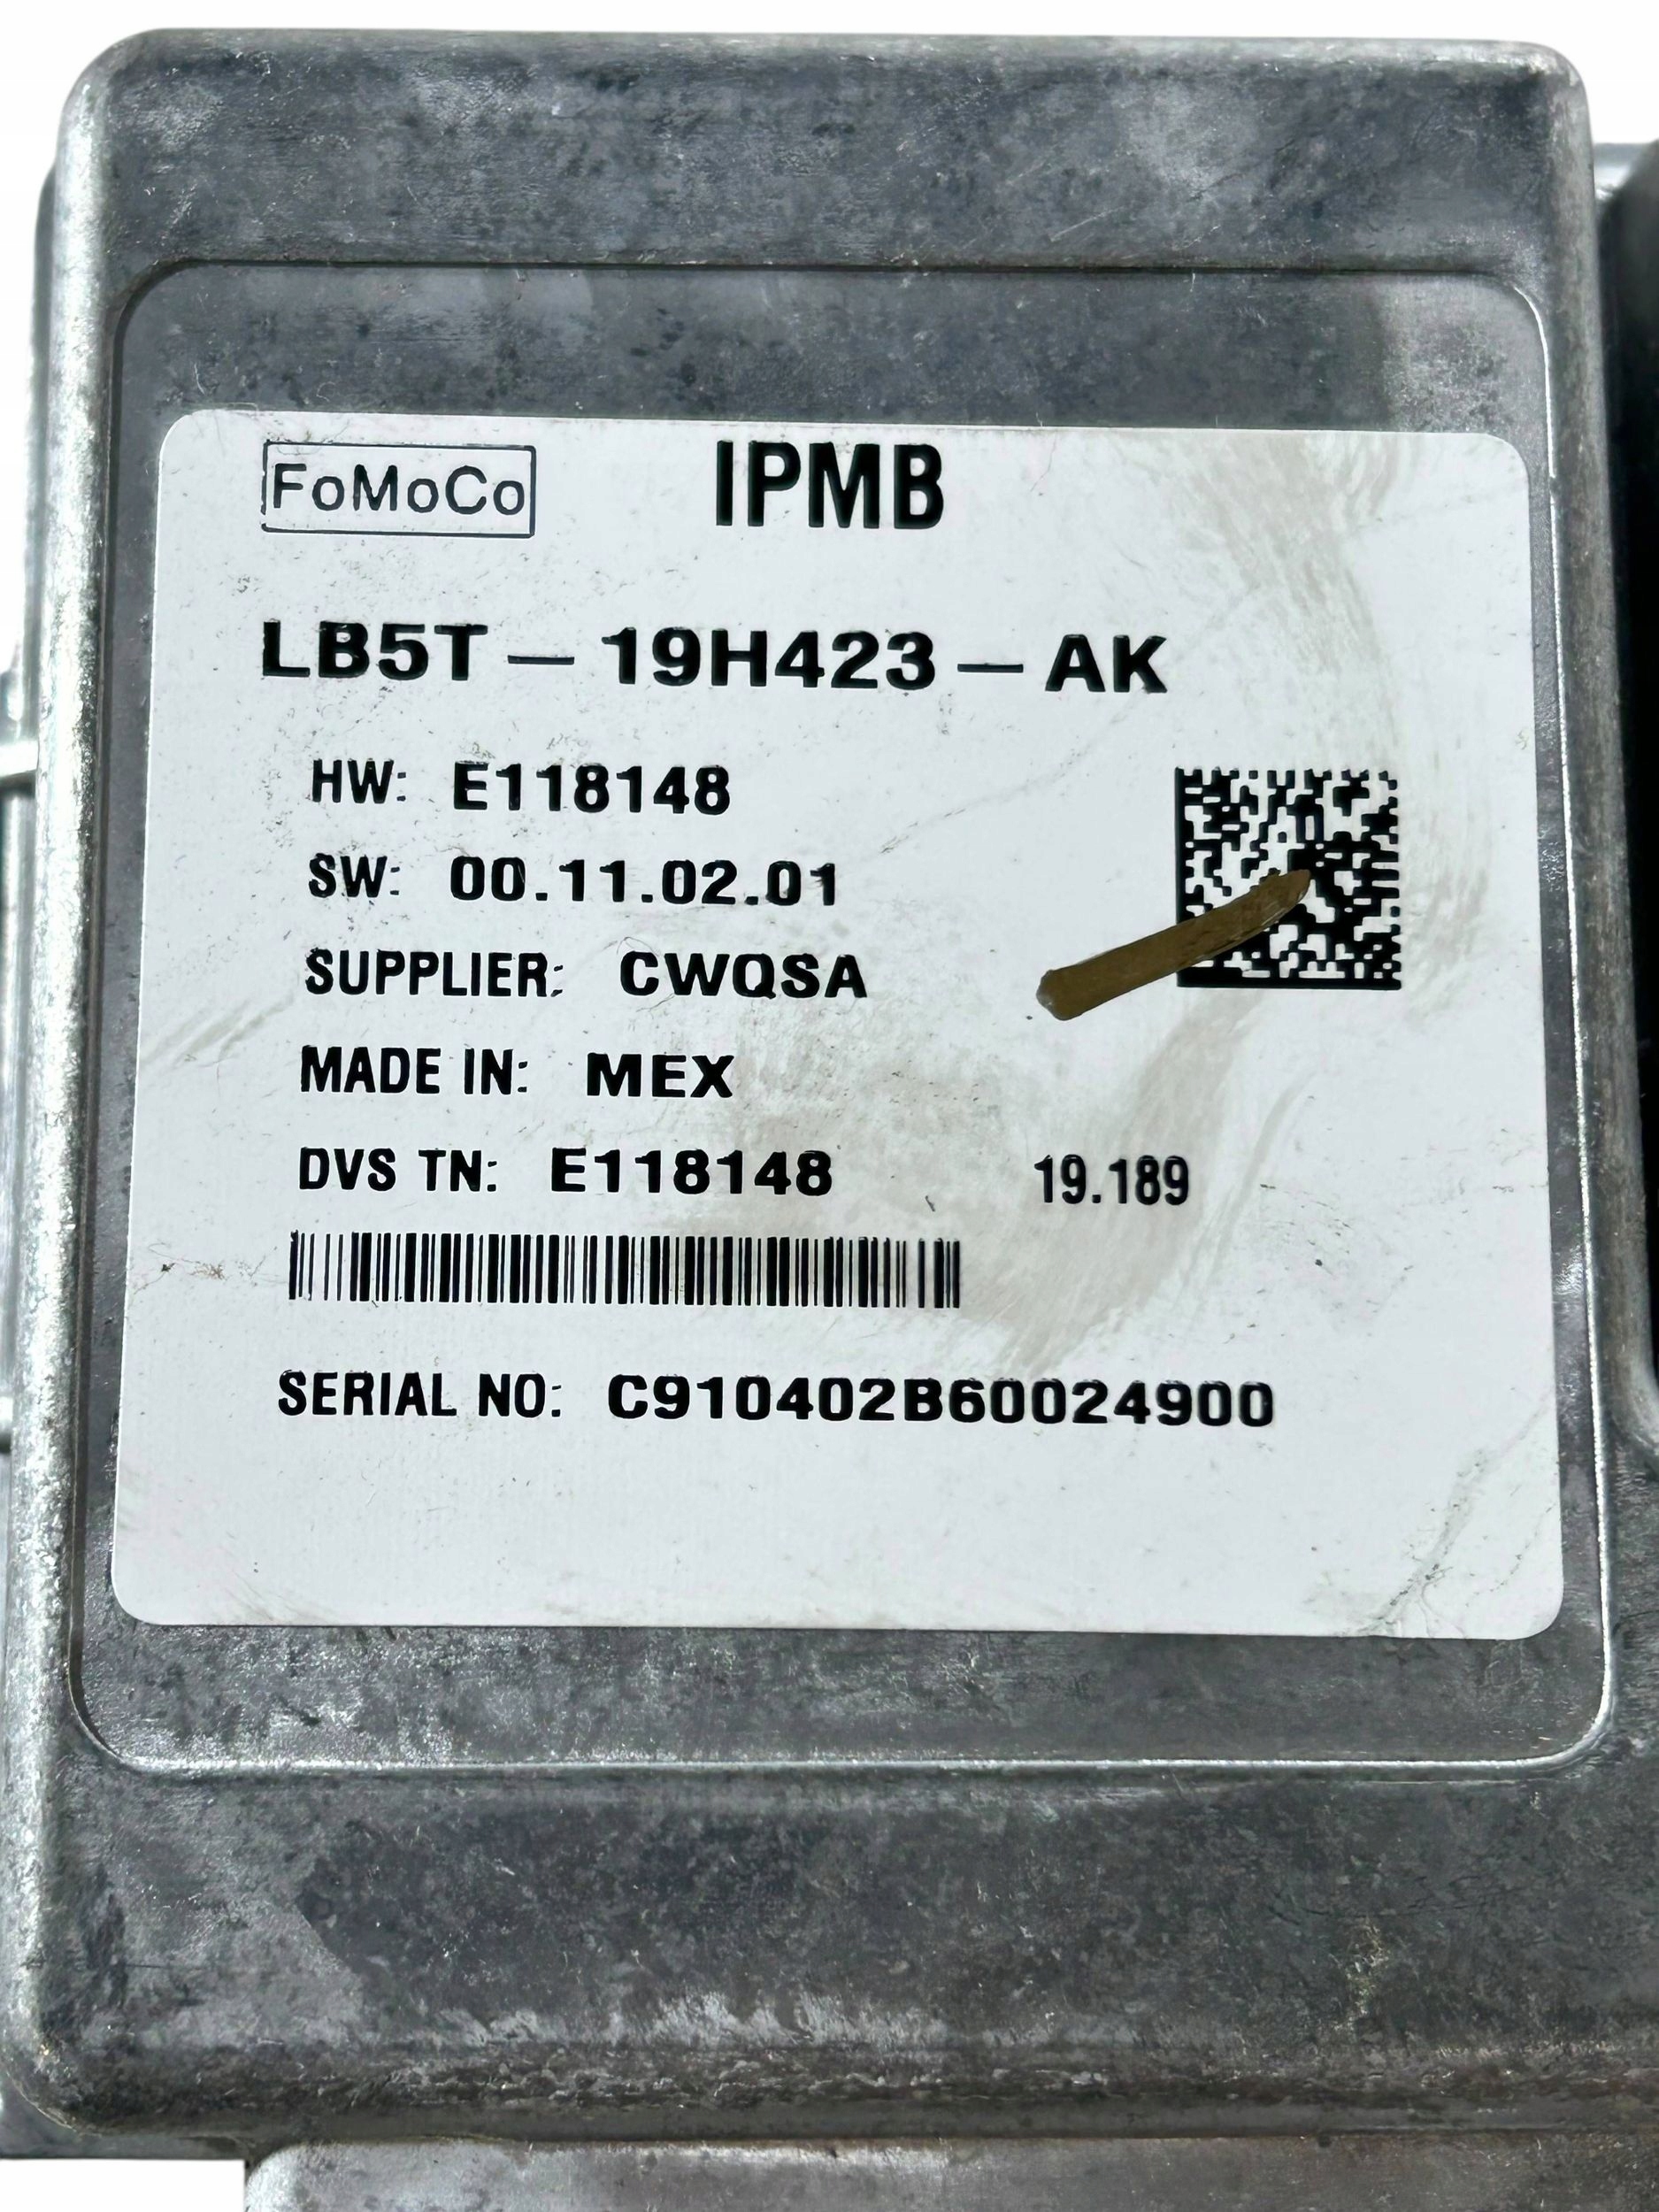 FoMoCo IPMB
LB5T - 19H423 - AK
HW: E118148
SW: 00.11.02.01
SUPPLIER: CWQSA
MADE IN: MEX
DVS TN: E118148 19.189
SERIAL NO: C910402B60024900